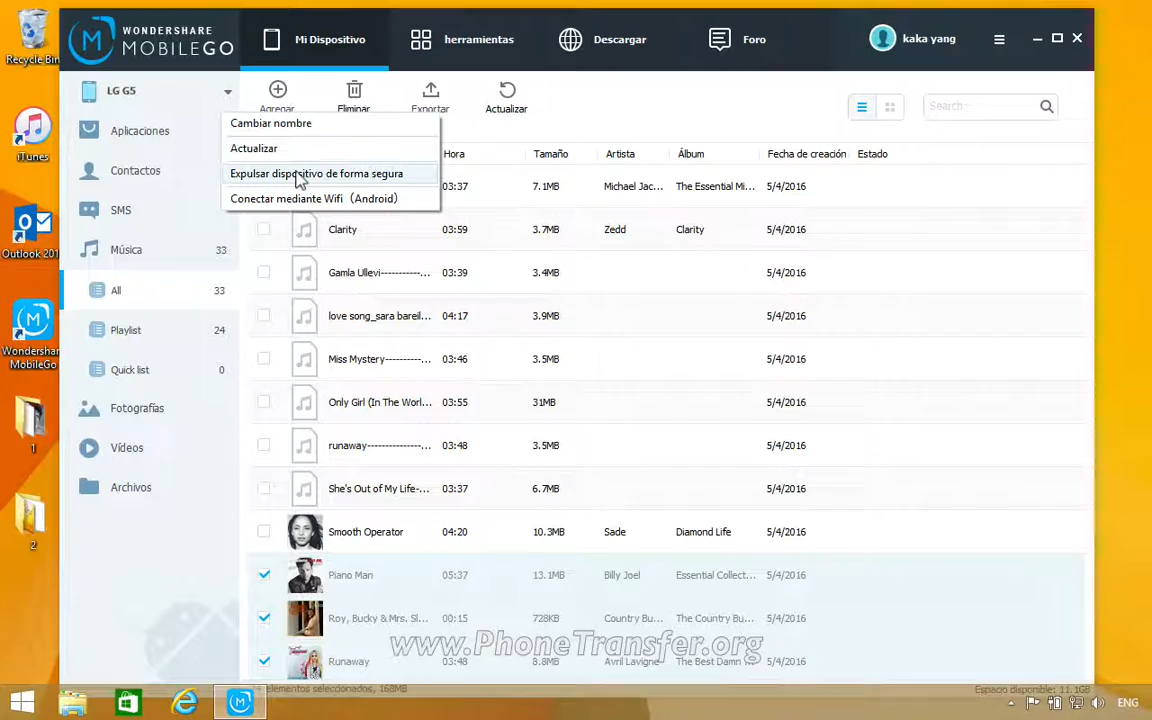 Recycle Bin
iTunes
Outlook 201
Wondershare
MobileGo
1
2
WONDERSHARE
MOBILEGO
Mi Dispositivo
herramientas
Descargar
Foro
kaka yang
LG G5
Aplicaciones
Contactos
SMS
Música 33
All 33
Playlist 24
Quick list 0
Fotografías
Vídeos
Archivos
Agregar
Eliminar
Exportar
Actualizar
Search...
Cambiar nombre
Actualizar
Expulsar dispositivo de forma segura
Conectar mediante Wifi（Android）
Hora Tamaño Artista Álbum Fecha de creación Estado
03:37 7.1MB Michael Jac... The Essential Mi... 5/4/2016
Clarity 03:59 3.7MB Zedd Clarity 5/4/2016
Gamla Ullevi-----------... 03:39 3.4MB 5/4/2016
love song_sara bareil... 04:17 3.9MB 5/4/2016
Miss Mystery----------... 03:46 3.5MB 5/4/2016
Only Girl (In The Worl... 03:55 31MB 5/4/2016
runaway---------------... 03:48 3.5MB 5/4/2016
She's Out of My Life-... 03:37 6.7MB 5/4/2016
Smooth Operator 04:20 10.3MB Sade Diamond Life 5/4/2016
Piano Man 05:37 13.1MB Billy Joel Essential Collect... 5/4/2016
Roy, Bucky & Mrs. Sl... 00:15 728KB Country Bu... The Country Bu... 5/4/2016
Runaway 03:48 8.8MB Avril Lavigne The Best Damn 5/4/2016
www.PhoneTransfer.org
elementos seleccionados, 168MB
Espacio disponible: 11.1GB
ENG